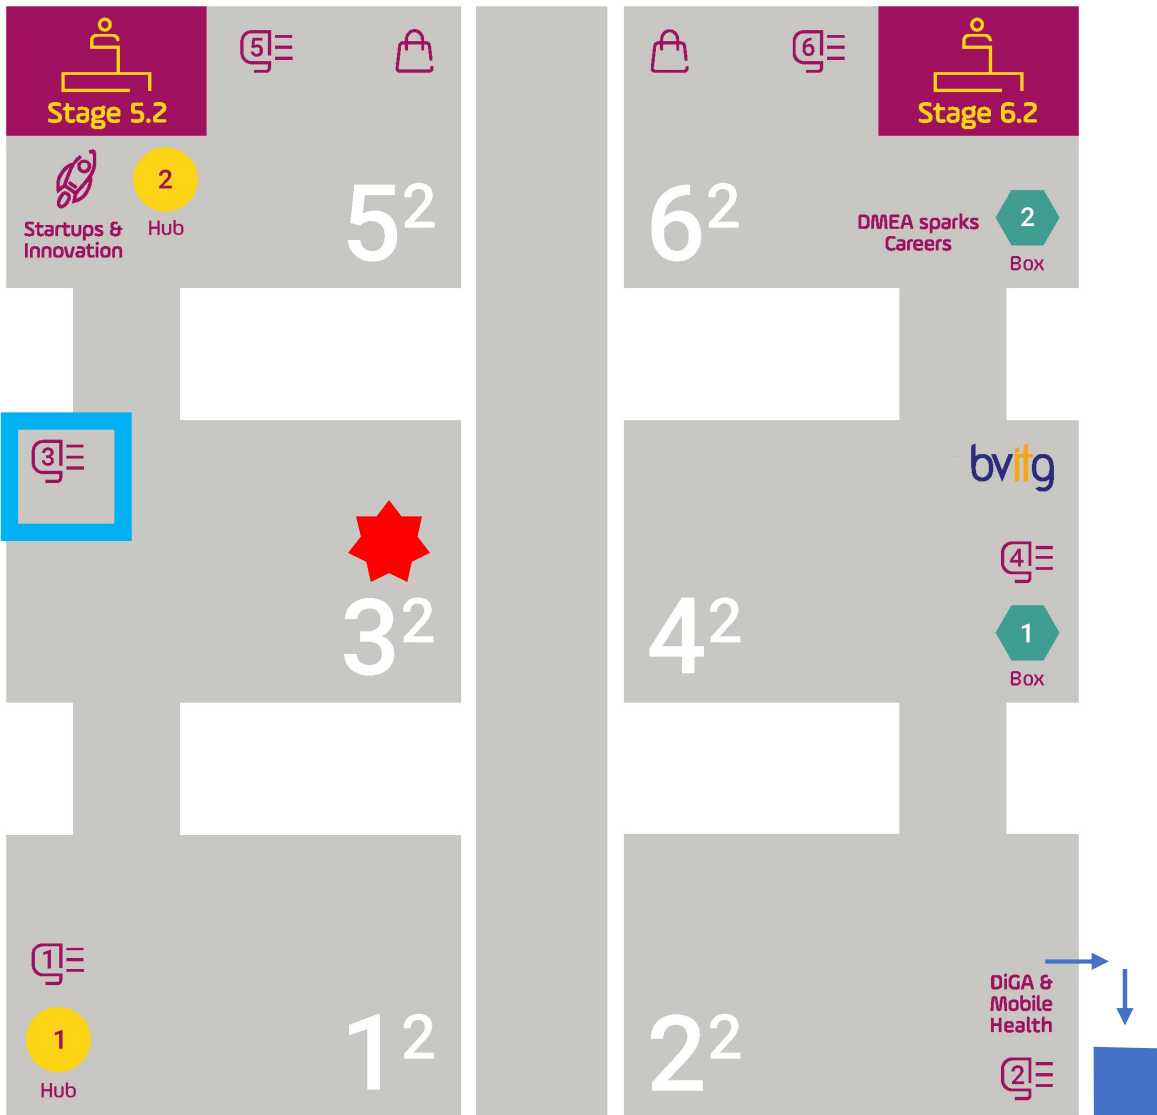 5
6
Stage 5.2
Stage 6.2
2
Hub
Startups &
Innovation
5²
6²
DMEA sparks
Careers
2
Box
3
bvitg
4
3²
4²
1
Box
1
DiGA &
Mobile
Health
1
Hub
1²
2²
2